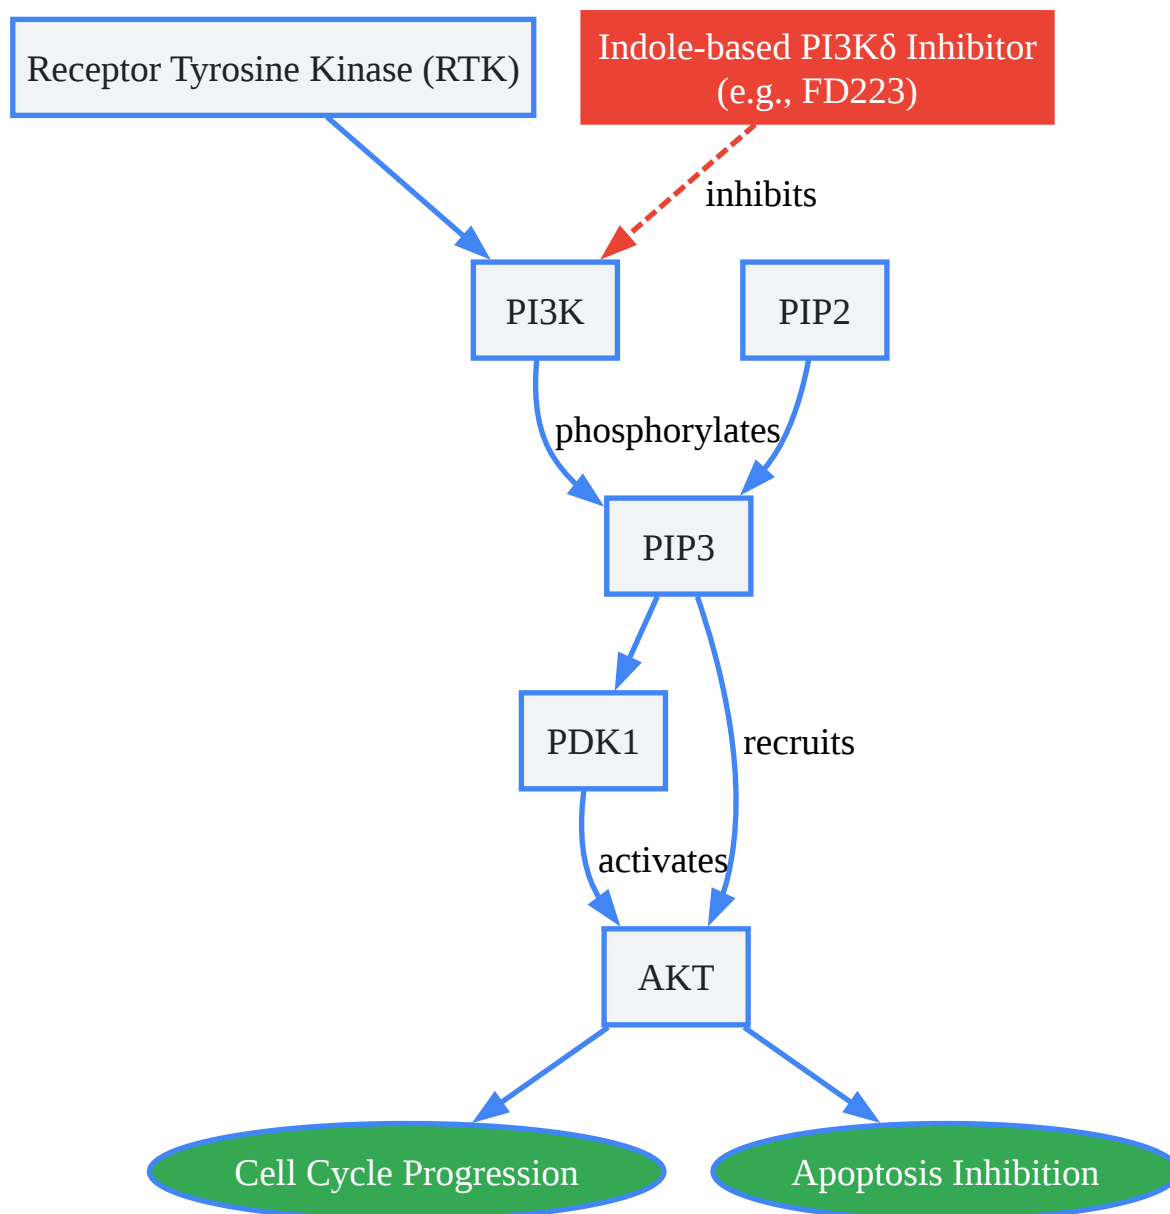 Receptor Tyrosine Kinase (RTK)
Indole-based PI3Kδ Inhibitor
(e.g., FD223)
inhibits
PI3K
PIP2
phosphorylates
PIP3
PDK1
recruits
activates
AKT
Cell Cycle Progression
Apoptosis Inhibition